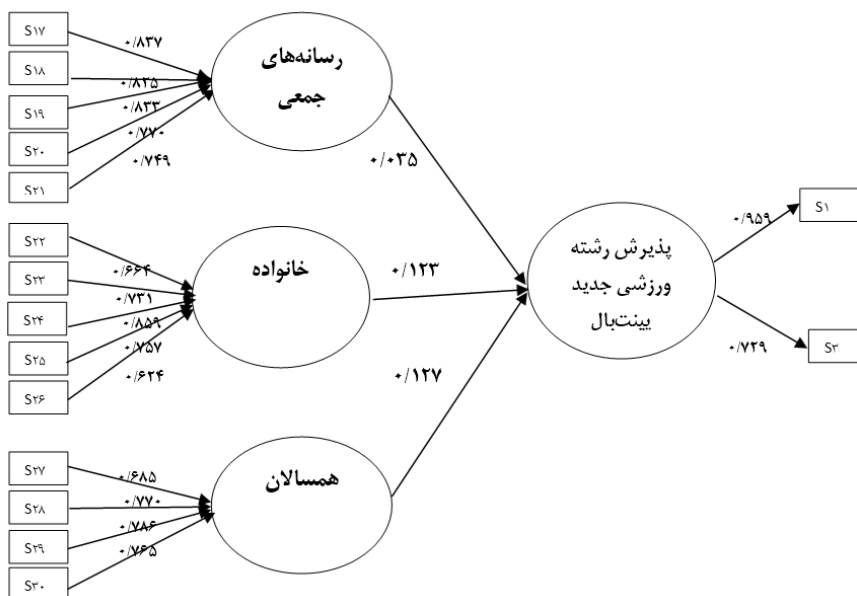 S۱۷
S۱۸
S۱۹
S۲۰
S۲۱
۰/۸۳۷
۰/۸۲۵
۰/۸۳۳
۰/۷۷۰
۰/۷۴۹
رسانه‌های
جمعی
۰/۰۳۵
S۲۲
S۲۳
S۲۴
S۲۵
S۲۶
۰/۶۶۴
۰/۷۳۱
۰/۸۵۹
۰/۷۵۷
۰/۶۲۴
خانواده
۰/۱۲۳
S۲۷
S۲۸
S۲۹
S۳۰
۰/۶۸۵
۰/۷۷۰
۰/۷۸۶
۰/۷۶۵
همسالان
۰/۱۲۷
پذیرش رشته
ورزشی جدید
پینت‌بال
۰/۹۵۹
S۱
۰/۷۲۹
S۳